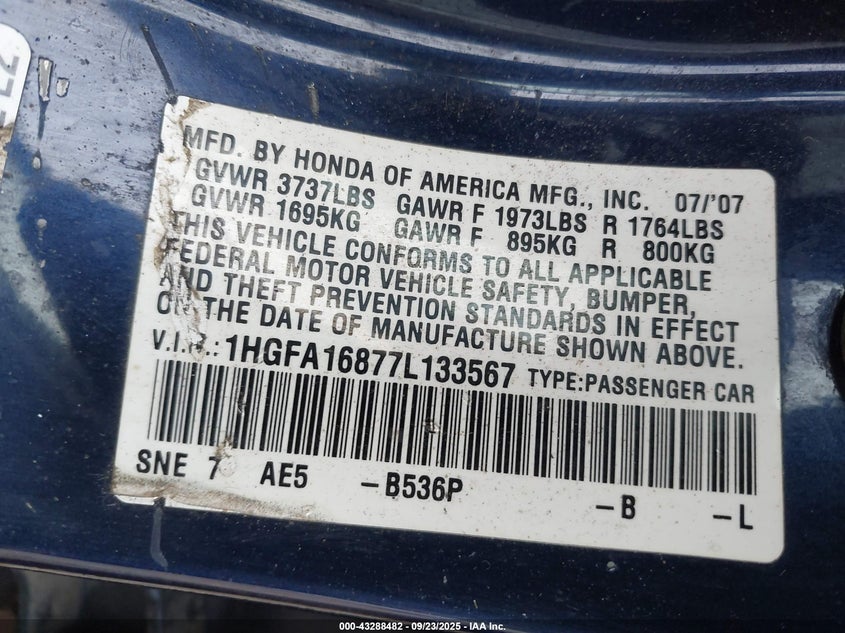 MFD. BY HONDA OF AMERICA MFG., INC. 07/'07
GVWR 3737LBS GAWR F 1973LBS R 1764LBS
GVWR 1695KG GAWR F 895KG R 800KG
THIS VEHICLE CONFORMS TO ALL APPLICABLE
FEDERAL MOTOR VEHICLE SAFETY, BUMPER,
AND THEFT PREVENTION STANDARDS IN EFFECT
ON THE DATE OF MANUFACTURE SHOWN ABOVE.
V.I.N.: 1HGFA16877L133567 TYPE:PASSENGER CAR
SNE 7 AE5 -B536P -B -L
000-43288482 - 09/23/2025 - IAA Inc.